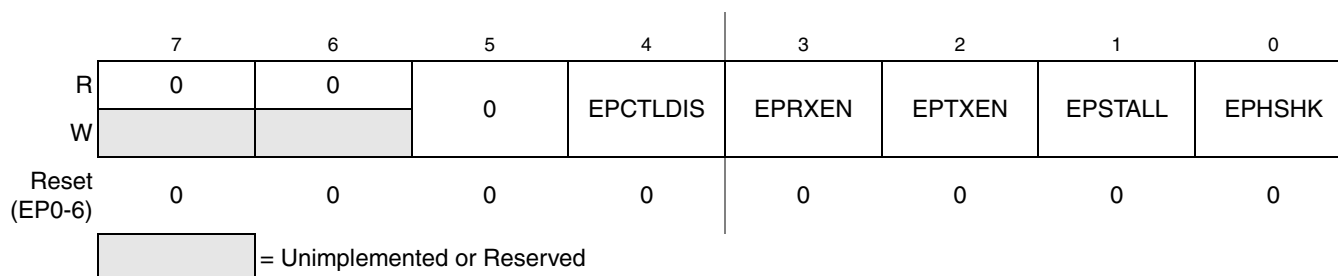 7 6 5 4 3 2 1 0
R 0 0 0 EPCTLDIS EPRXEN EPTXEN EPSTALL EPHSHK
W
Reset (EP0-6) 0 0 0 0 0 0 0 0
= Unimplemented or Reserved